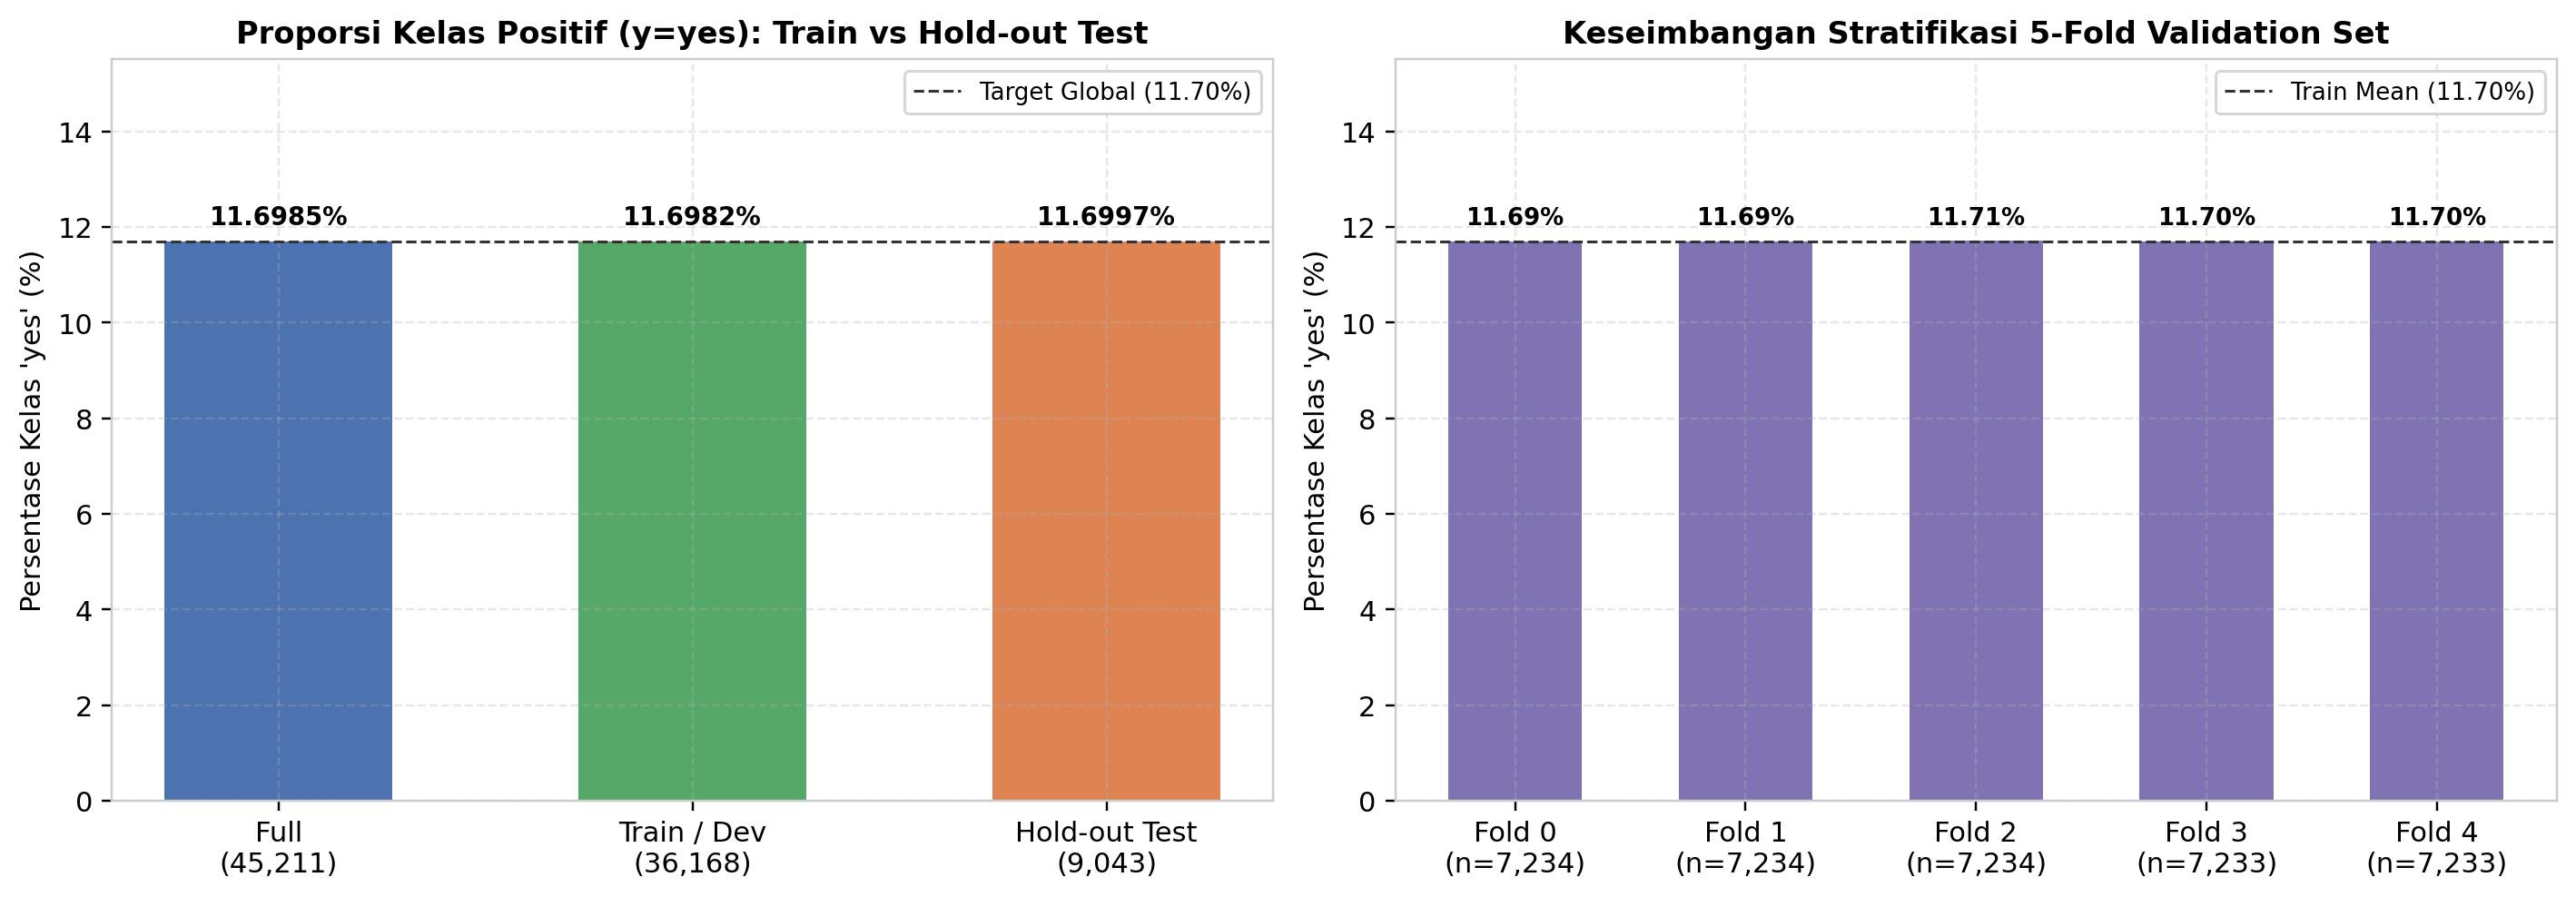 Proporsi Kelas Positif (y=yes): Train vs Hold-out Test
Target Global (11.70%)
Persentase Kelas 'yes' (%)
14
12
10
8
6
4
2
0
11.6985%
11.6982%
11.6997%
Full
(45,211)
Train / Dev
(36,168)
Hold-out Test
(9,043)
Keseimbangan Stratifikasi 5-Fold Validation Set
Train Mean (11.70%)
Persentase Kelas 'yes' (%)
14
12
10
8
6
4
2
0
11.69%
11.69%
11.71%
11.70%
11.70%
Fold 0
(n=7,234)
Fold 1
(n=7,234)
Fold 2
(n=7,234)
Fold 3
(n=7,233)
Fold 4
(n=7,233)